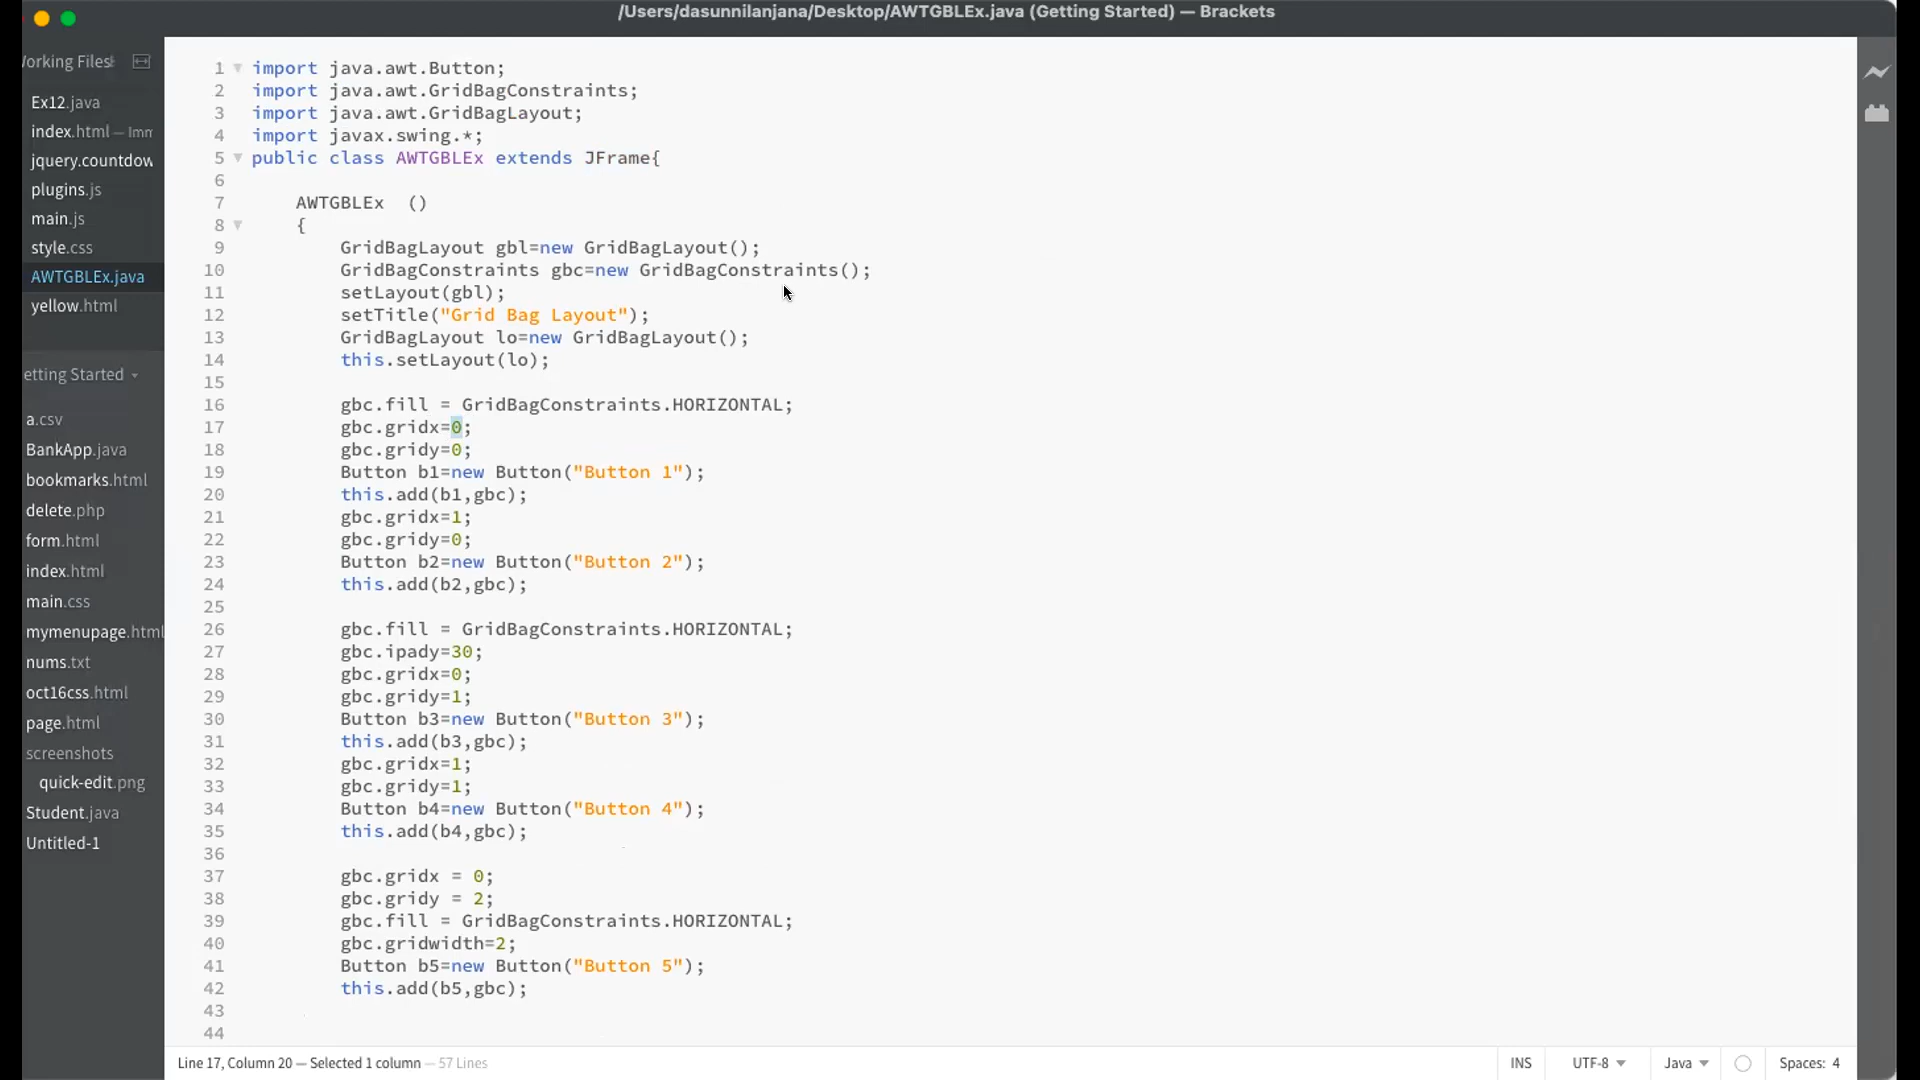 /Users/dasunnilanjana/Desktop/AWTGBLEx.java (Getting Started) — Brackets
Working Files
Ex12.java
index.html — Imm
jquery.countdow
plugins.js
main.js
style.css
AWTGBLEx.java
yellow.html
etting Started
a.csv
BankApp.java
bookmarks.html
delete.php
form.html
index.html
main.css
mymenupage.html
nums.txt
oct16css.html
page.html
screenshots
quick-edit.png
Student.java
Untitled-1
1 import java.awt.Button;
2 import java.awt.GridBagConstraints;
3 import java.awt.GridBagLayout;
4 import javax.swing.*;
5 public class AWTGBLEx extends JFrame{
6
7 AWTGBLEx  ()
8 {
9 GridBagLayout gbl=new GridBagLayout();
10 GridBagConstraints gbc=new GridBagConstraints();
11 setLayout(gbl);
12 setTitle("Grid Bag Layout");
13 GridBagLayout lo=new GridBagLayout();
14 this.setLayout(lo);
15
16 gbc.fill = GridBagConstraints.HORIZONTAL;
17 gbc.gridx=0;
18 gbc.gridy=0;
19 Button b1=new Button("Button 1");
20 this.add(b1,gbc);
21 gbc.gridx=1;
22 gbc.gridy=0;
23 Button b2=new Button("Button 2");
24 this.add(b2,gbc);
25
26 gbc.fill = GridBagConstraints.HORIZONTAL;
27 gbc.ipady=30;
28 gbc.gridx=0;
29 gbc.gridy=1;
30 Button b3=new Button("Button 3");
31 this.add(b3,gbc);
32 gbc.gridx=1;
33 gbc.gridy=1;
34 Button b4=new Button("Button 4");
35 this.add(b4,gbc);
36
37 gbc.gridx = 0;
38 gbc.gridy = 2;
39 gbc.fill = GridBagConstraints.HORIZONTAL;
40 gbc.gridwidth=2;
41 Button b5=new Button("Button 5");
42 this.add(b5,gbc);
43
44
Line 17, Column 20 — Selected 1 column — 57 Lines
INS
UTF-8
Java
Spaces: 4